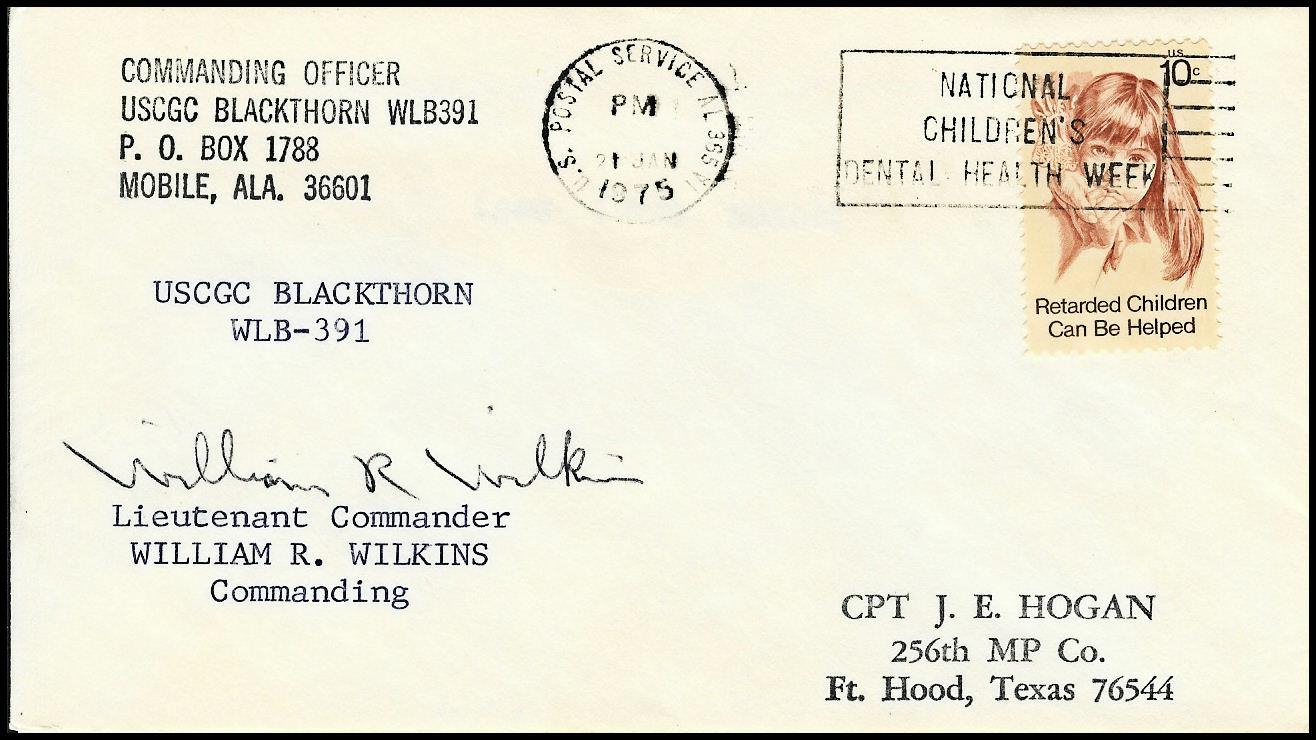 COMMANDING OFFICER
USCGC BLACKTHORN WLB391
P. O. BOX 1788
MOBILE, ALA. 36601
U.S. POSTAL SERVICE AL
PM
21 JAN
1975
NATIONAL
CHILDREN'S
DENTAL HEALTH WEEK
US
10c
Retarded Children
Can Be Helped
USCGC BLACKTHORN
WLB-391
William R Wilkins
Lieutenant Commander
WILLIAM R. WILKINS
Commanding
CPT J. E. HOGAN
256th MP Co.
Ft. Hood, Texas 76544